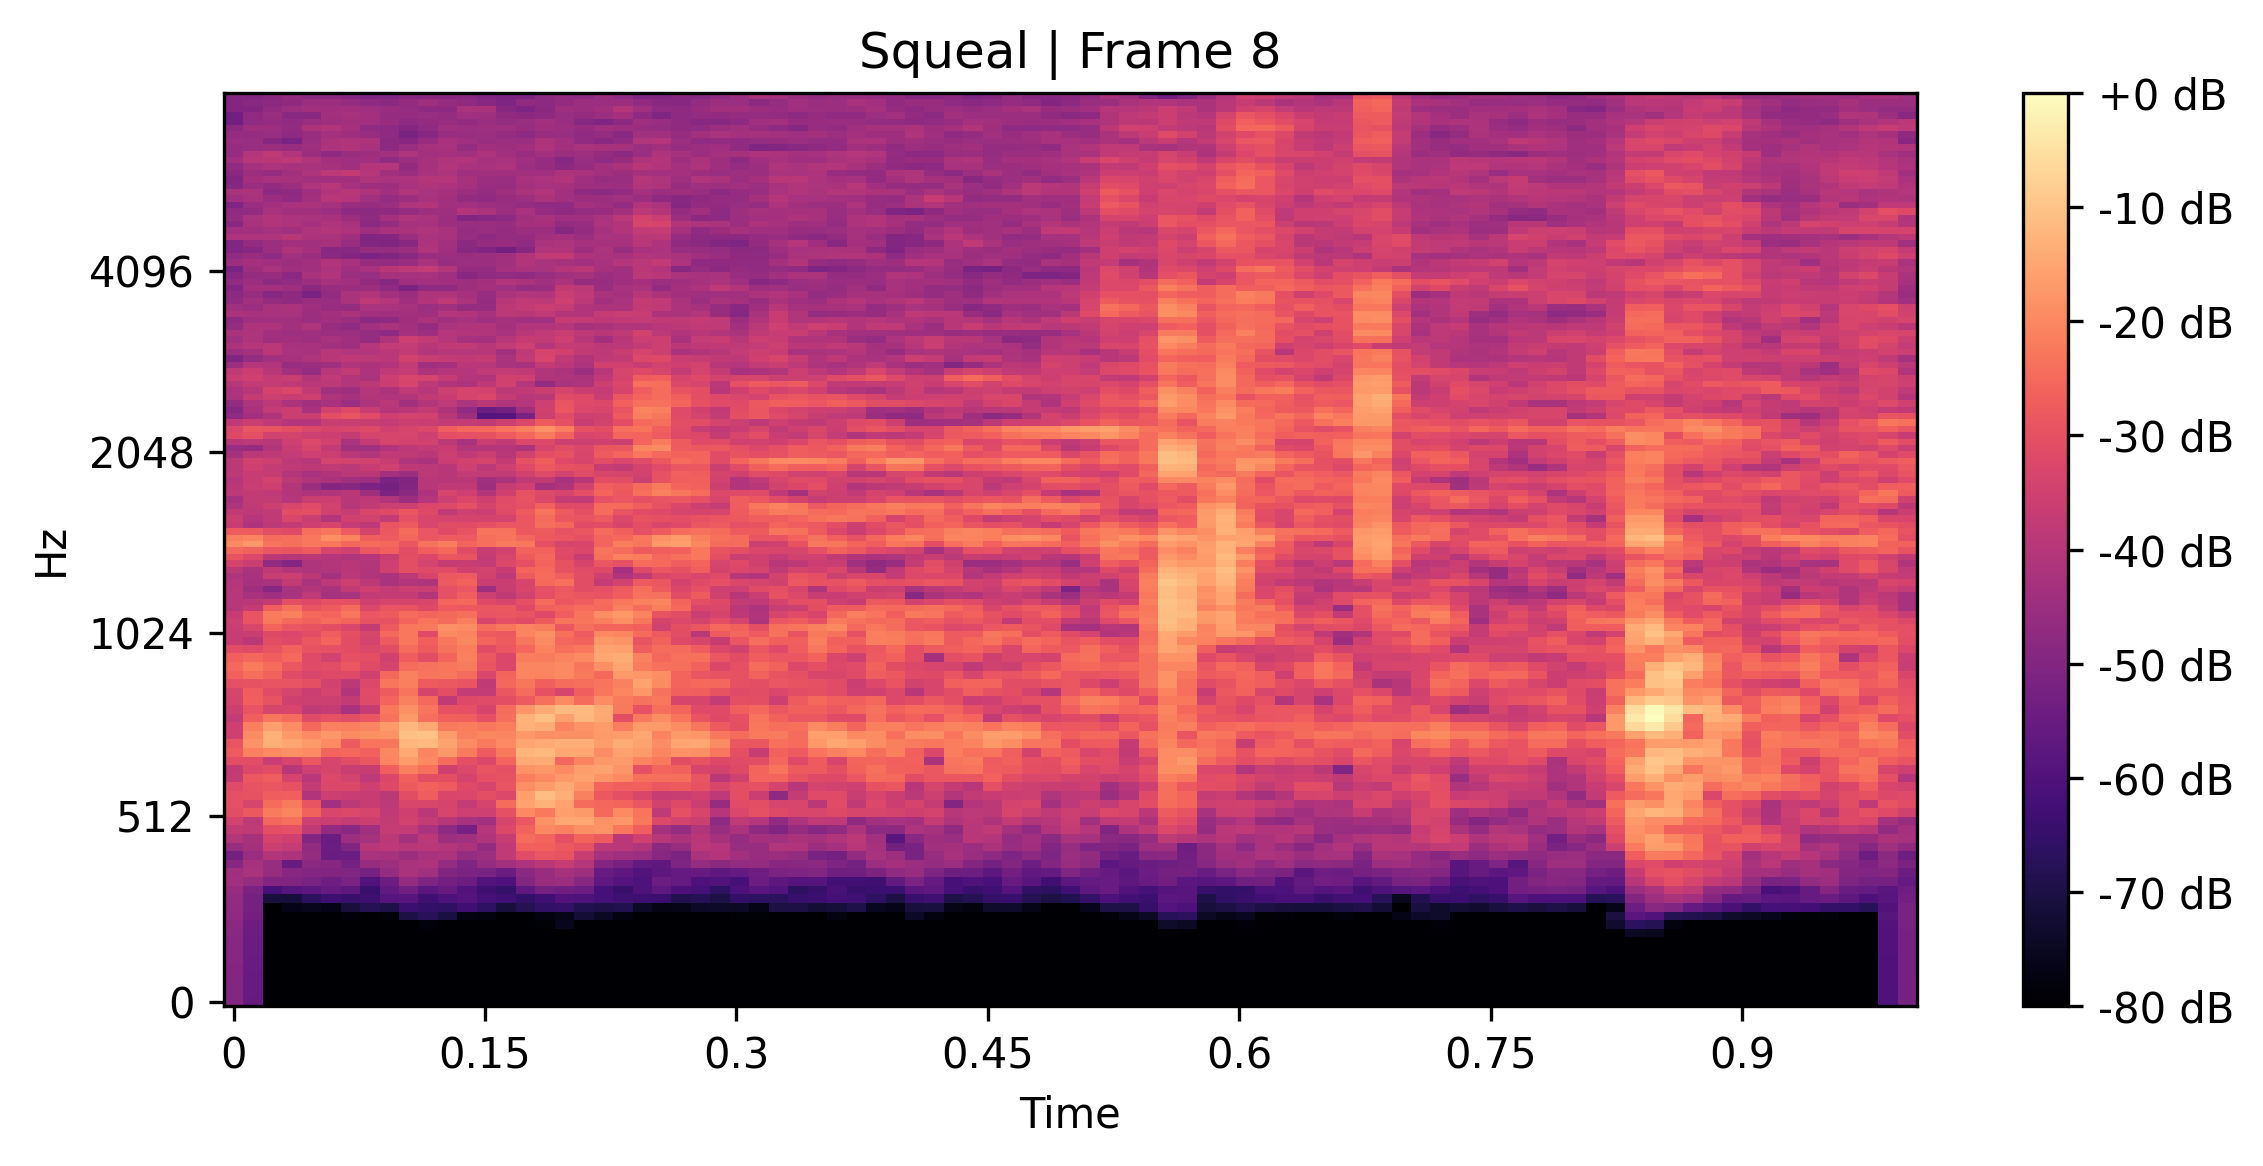 Squeal | Frame 8
+0 dB
-10 dB
-20 dB
-30 dB
-40 dB
-50 dB
-60 dB
-70 dB
-80 dB
Hz
4096
2048
1024
512
0
0 0.15 0.3 0.45 0.6 0.75 0.9
Time